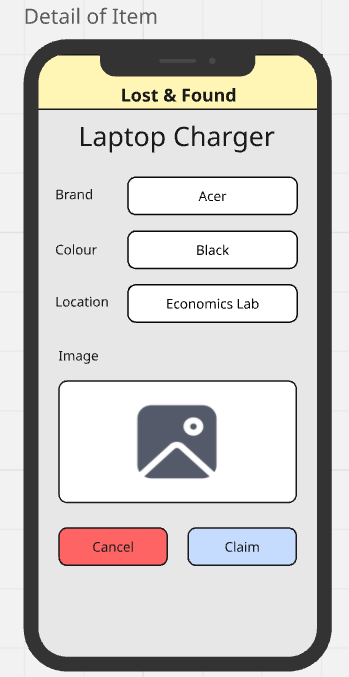 Detail of Item
Lost & Found
Laptop Charger
Brand Acer
Colour Black
Location Economics Lab
Image
Cancel Claim